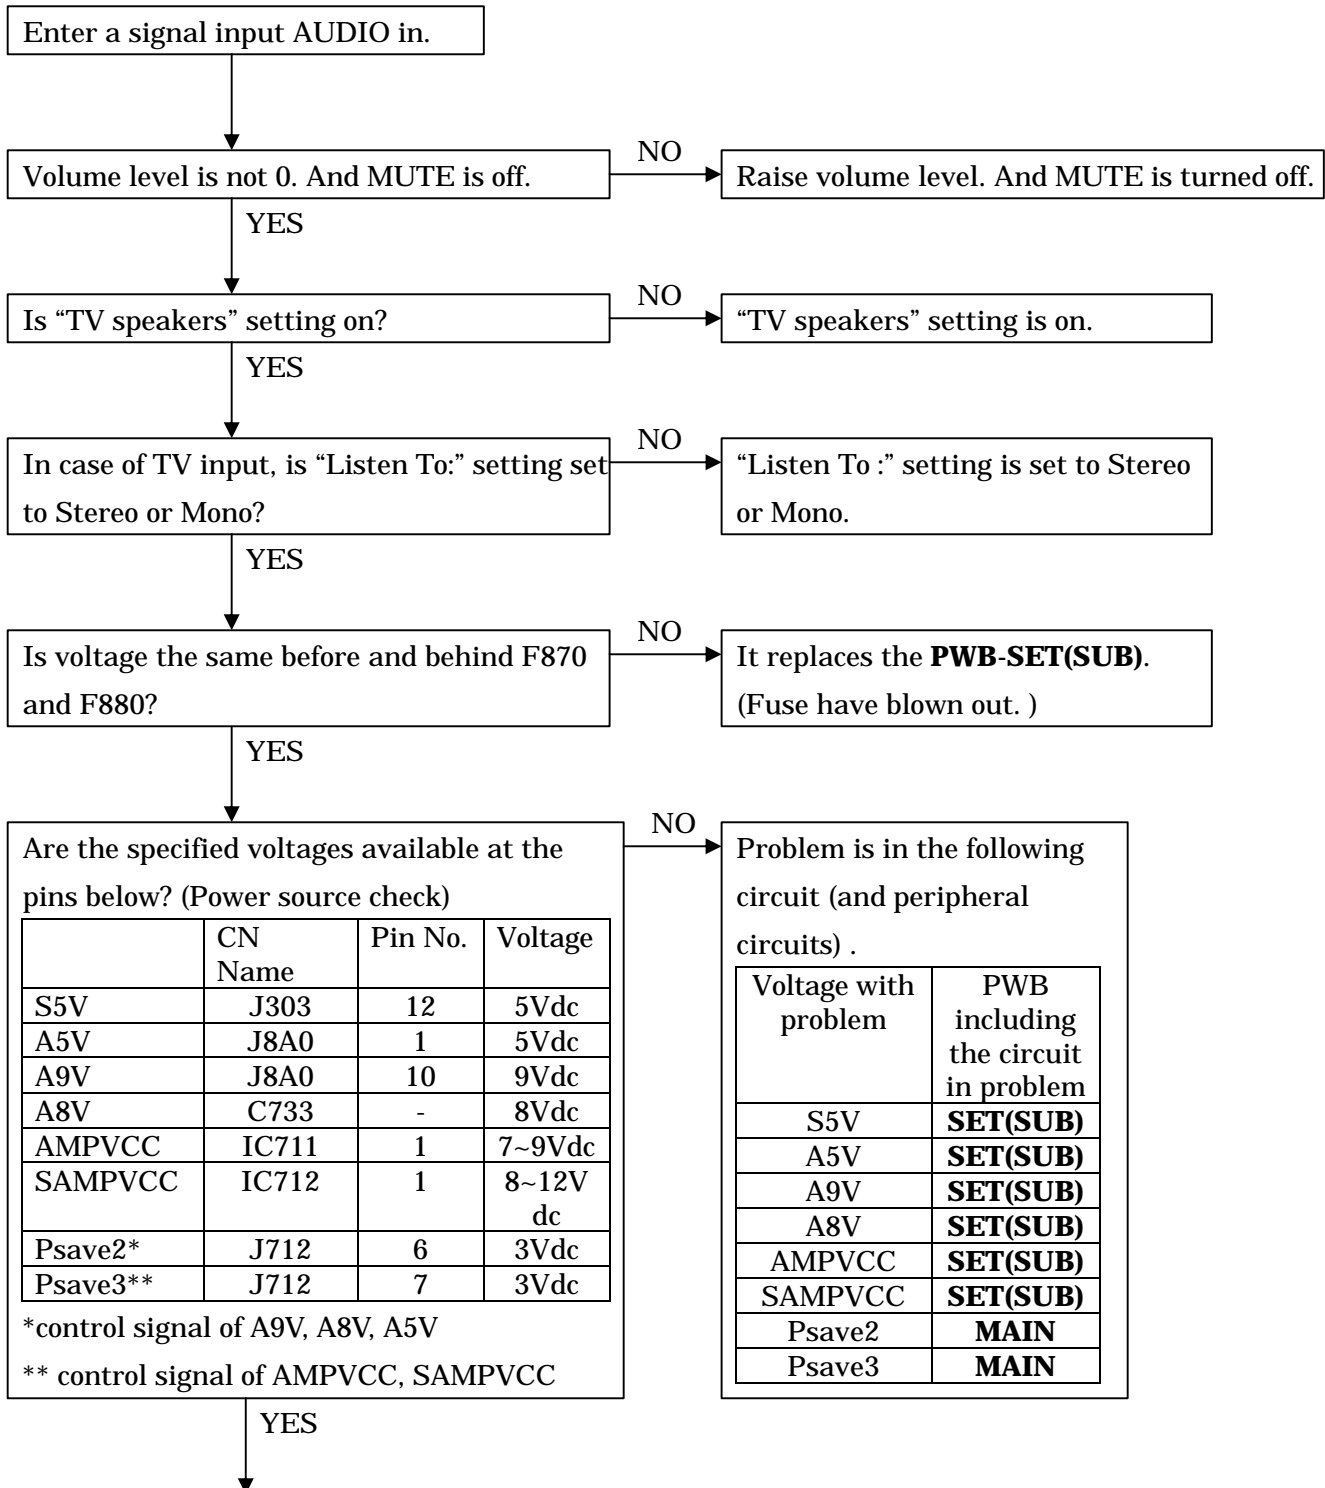 Enter a signal input AUDIO in.
Volume level is not 0. And MUTE is off.
NO
Raise volume level. And MUTE is turned off.
YES
Is “TV speakers” setting on?
NO
“TV speakers” setting is on.
YES
In case of TV input, is “Listen To:” setting set
to Stereo or Mono?
NO
“Listen To :” setting is set to Stereo
or Mono.
YES
Is voltage the same before and behind F870
and F880?
NO
It replaces the PWB-SET(SUB).
(Fuse have blown out. )
YES
Are the specified voltages available at the
pins below? (Power source check)
CN Pin No. Voltage
Name
S5V J303 12 5Vdc
A5V J8A0 1 5Vdc
A9V J8A0 10 9Vdc
A8V C733 - 8Vdc
AMPVCC IC711 1 7~9Vdc
SAMPVCC IC712 1 8~12V
dc
Psave2* J712 6 3Vdc
Psave3** J712 7 3Vdc
*control signal of A9V, A8V, A5V
** control signal of AMPVCC, SAMPVCC
NO
Problem is in the following
circuit (and peripheral
circuits) .
Voltage with PWB
problem including
the circuit
in problem
S5V SET(SUB)
A5V SET(SUB)
A9V SET(SUB)
A8V SET(SUB)
AMPVCC SET(SUB)
SAMPVCC SET(SUB)
Psave2 MAIN
Psave3 MAIN
YES